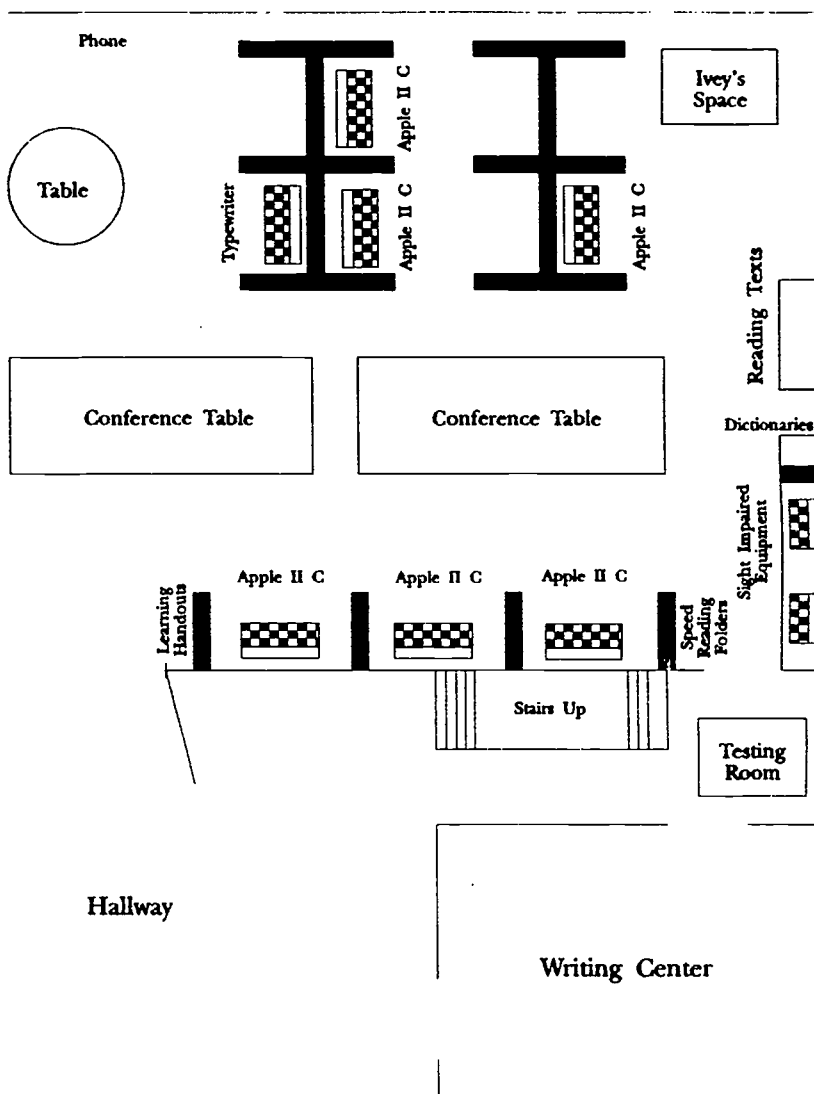 Phone
Ivey's
Space
Apple II C
Table
Typewriter
Apple II C
Apple II C
Reading Texts
Conference Table
Conference Table
Dictionaries
Sight Impaired
Equipment
Apple II C
Apple II C
Apple II C
Learning
Handouts
Speed
Reading
Folders
Stairs Up
Testing
Room
Hallway
Writing Center